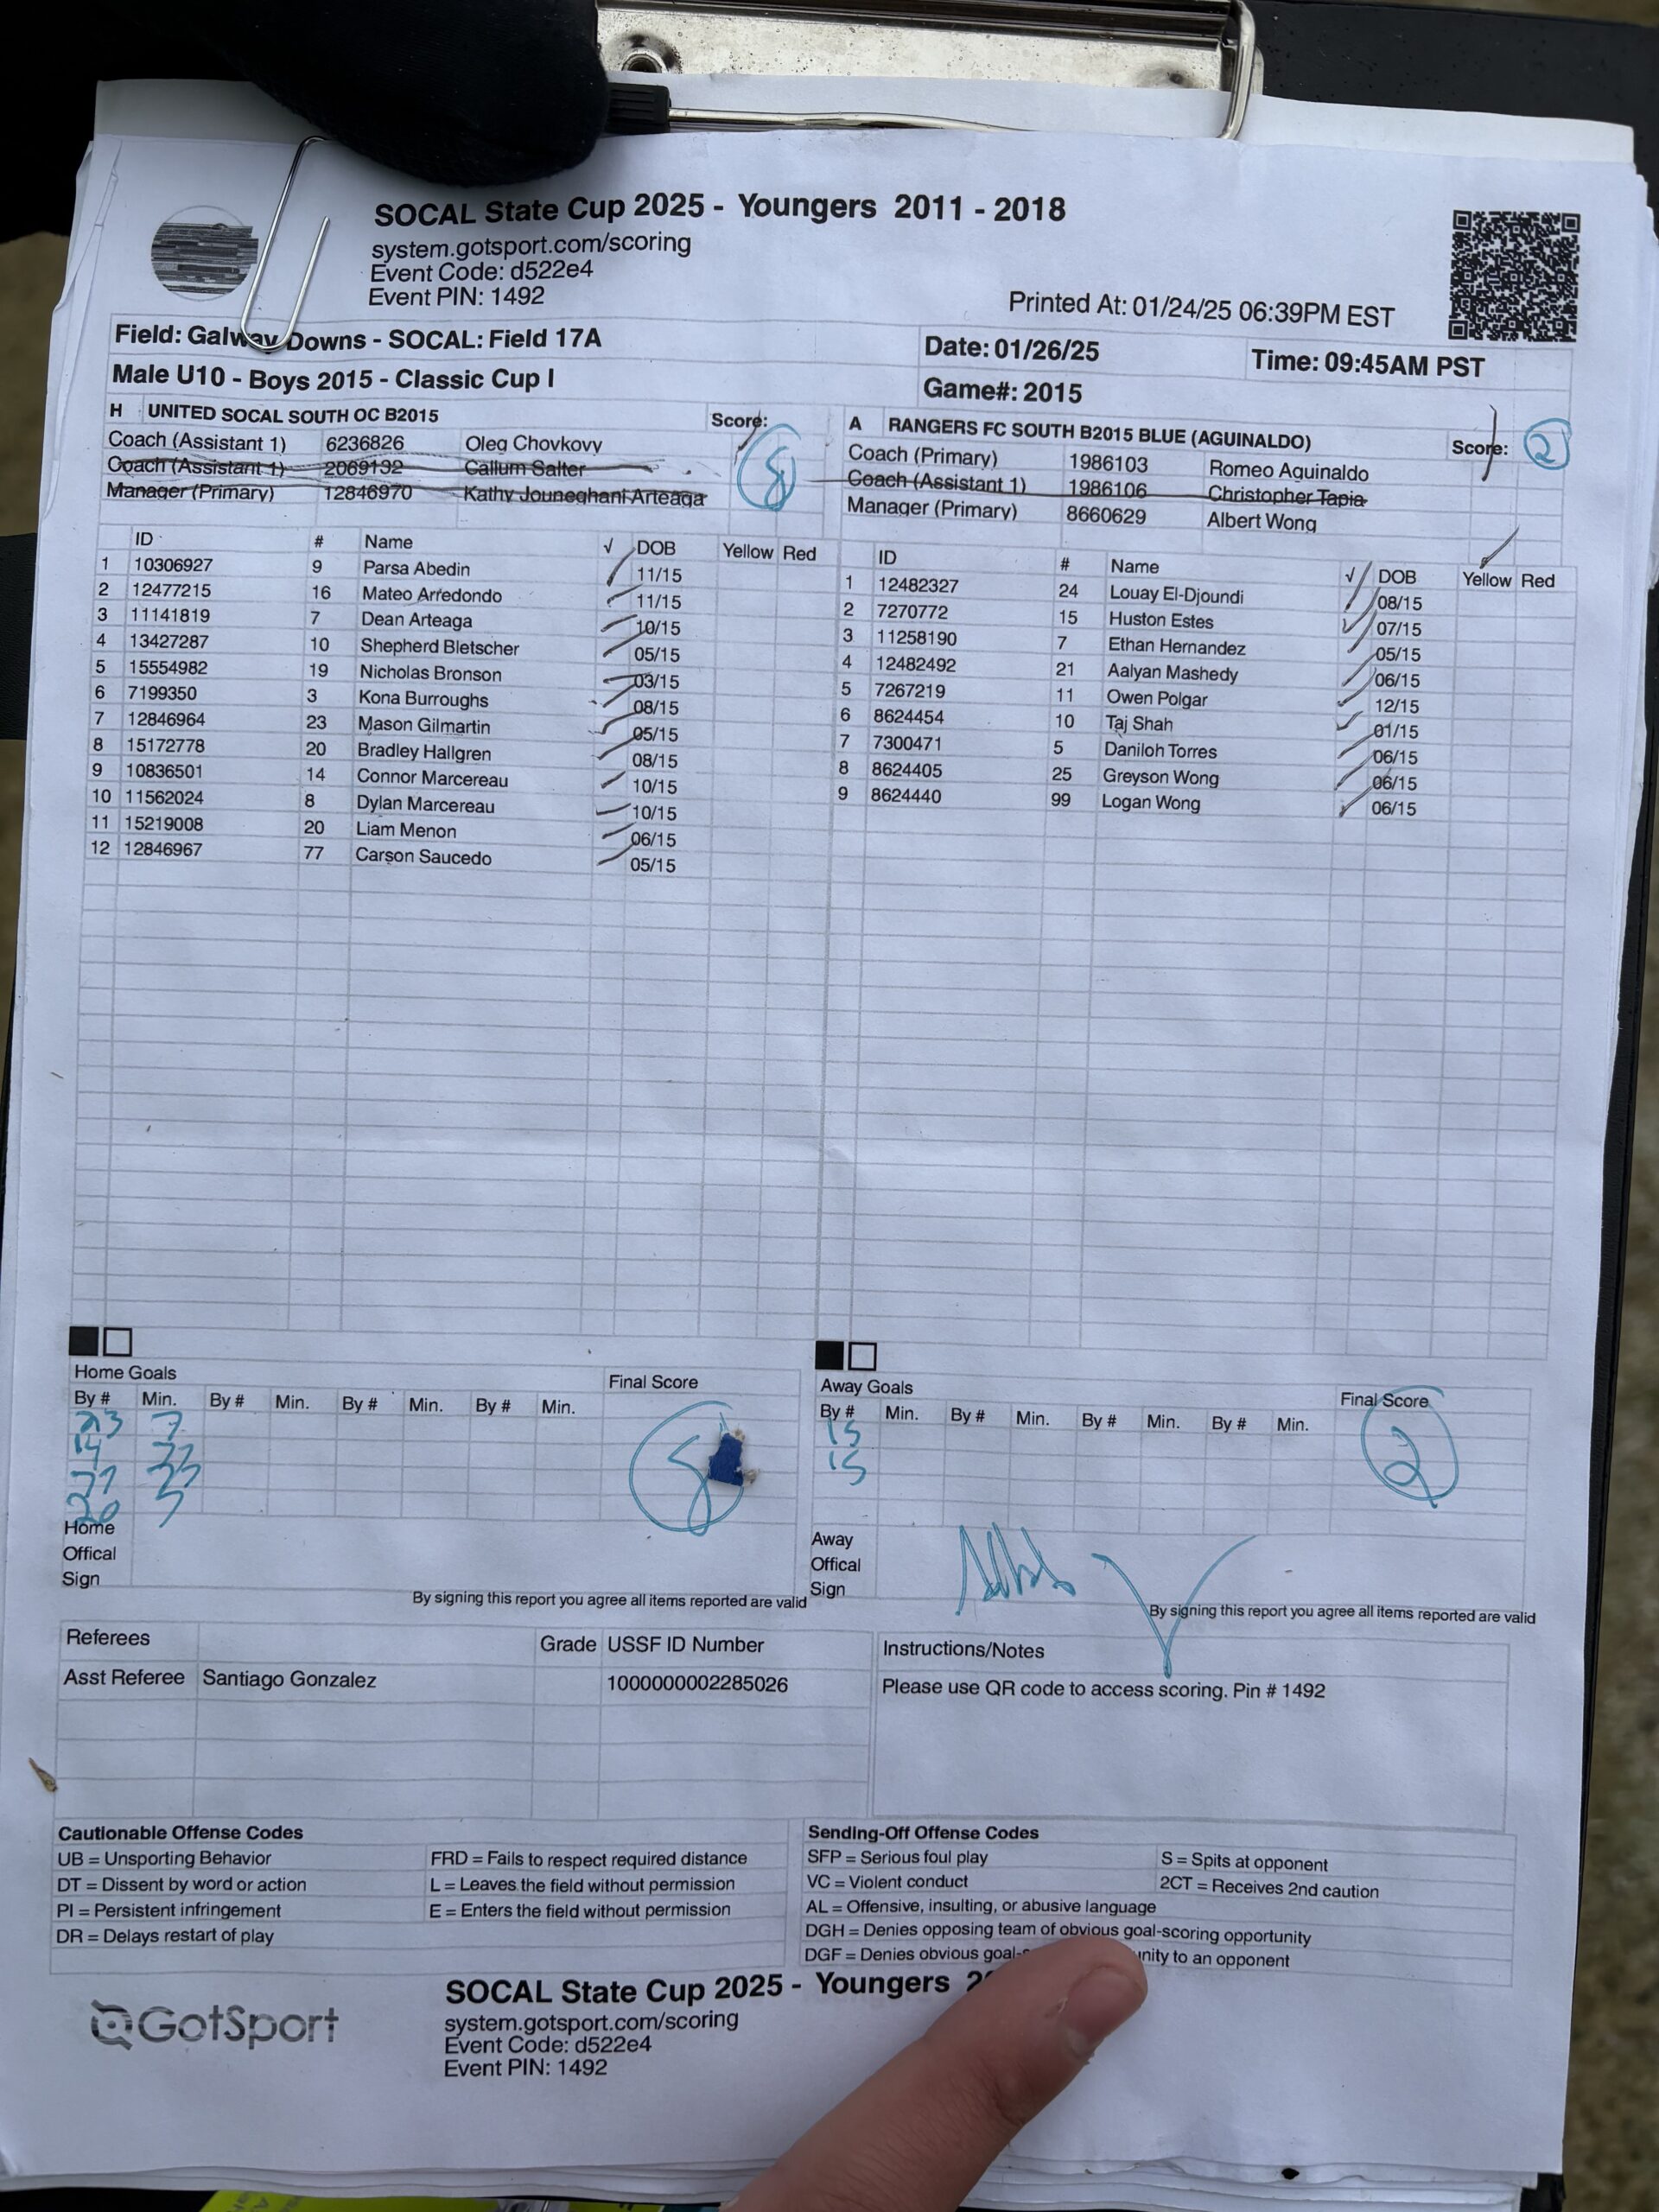 SOCAL State Cup 2025 - Youngers 2011 - 2018
system.gotsport.com/scoring
Event Code: d522e4
Event PIN: 1492
Printed At: 01/24/25 06:39PM EST
Field: Galway Downs - SOCAL: Field 17A
Date: 01/26/25 Time: 09:45AM PST
Male U10 - Boys 2015 - Classic Cup I
Game#: 2015
H UNITED SOCAL SOUTH OC B2015 Score: 8
Coach (Assistant 1) 6236826 Oleg Chovkovy
Coach (Assistant 1) 2069132 Callum Salter
Manager (Primary) 12846970 Kathy Jouneghani Arteaga
A RANGERS FC SOUTH B2015 BLUE (AGUINALDO) Score: 2
Coach (Primary) 1986103 Romeo Aguinaldo
Coach (Assistant 1) 1986106 Christopher Tapia
Manager (Primary) 8660629 Albert Wong
ID # Name √ DOB Yellow Red
1 10306927 9 Parsa Abedin 11/15
2 12477215 16 Mateo Arredondo 11/15
3 11141819 7 Dean Arteaga 10/15
4 13427287 10 Shepherd Bletscher 05/15
5 15554982 19 Nicholas Bronson 03/15
6 7199350 3 Kona Burroughs 08/15
7 12846964 23 Mason Gilmartin 05/15
8 15172778 20 Bradley Hallgren 08/15
9 10836501 14 Connor Marcereau 10/15
10 11562024 8 Dylan Marcereau 10/15
11 15219008 20 Liam Menon 06/15
12 12846967 77 Carson Saucedo 05/15
ID # Name √ DOB Yellow Red
1 12482327 24 Louay El-Djoundi 08/15
2 7270772 15 Huston Estes 07/15
3 11258190 7 Ethan Hernandez 05/15
4 12482492 21 Aalyan Mashedy 06/15
5 7267219 11 Owen Polgar 12/15
6 8624454 10 Taj Shah 01/15
7 7300471 5 Daniloh Torres 06/15
8 8624405 25 Greyson Wong 06/15
9 8624440 99 Logan Wong 06/15
Home Goals Final Score
By # Min. By # Min. By # Min. By # Min.
23 7
14
77
20
8
Home
Offical
Sign
By signing this report you agree all items reported are valid
Away Goals Final Score
By # Min. By # Min. By # Min. By # Min.
15
15
2
Away
Offical
Sign
By signing this report you agree all items reported are valid
Referees Grade USSF ID Number
Asst Referee Santiago Gonzalez 1000000002285026
Instructions/Notes
Please use QR code to access scoring. Pin # 1492
Cautionable Offense Codes
UB = Unsporting Behavior FRD = Fails to respect required distance
DT = Dissent by word or action L = Leaves the field without permission
PI = Persistent infringement E = Enters the field without permission
DR = Delays restart of play
Sending-Off Offense Codes
SFP = Serious foul play S = Spits at opponent
VC = Violent conduct 2CT = Receives 2nd caution
AL = Offensive, insulting, or abusive language
DGH = Denies opposing team of obvious goal-scoring opportunity
DGF = Denies obvious to an opponent
GotSport
SOCAL State Cup 2025 - Youngers
system.gotsport.com/scoring
Event Code: d522e4
Event PIN: 1492